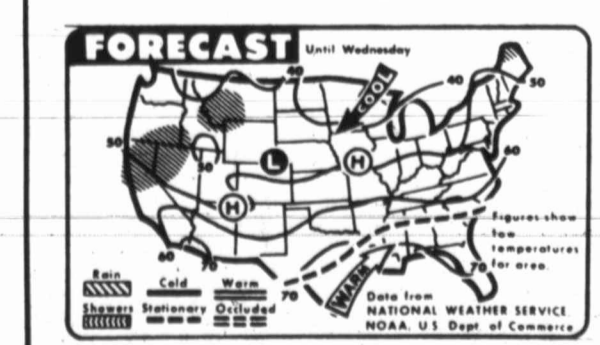 FORECAST Until Wednesday
40 COOL 40 50
50 50 L H 60
H
Figures show
low
temperatures
for area.
60 70 70
70 WARM
Rain Cold Warm
Showers Stationary Occluded
Data from
NATIONAL WEATHER SERVICE.
NOAA, U.S. Dept. of Commerce